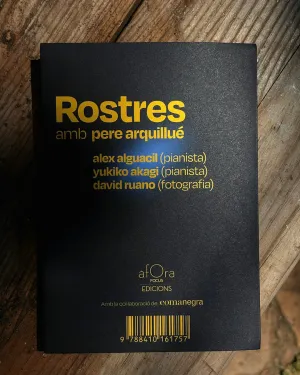 Rostres
amb pere arquillué
alex alguacil (pianista)
yukiko akagi (pianista)
david ruano (fotografia)
afOra
FOCUS
EDICIONS
Amb la col·laboració de: comanegra
9 788410 161757